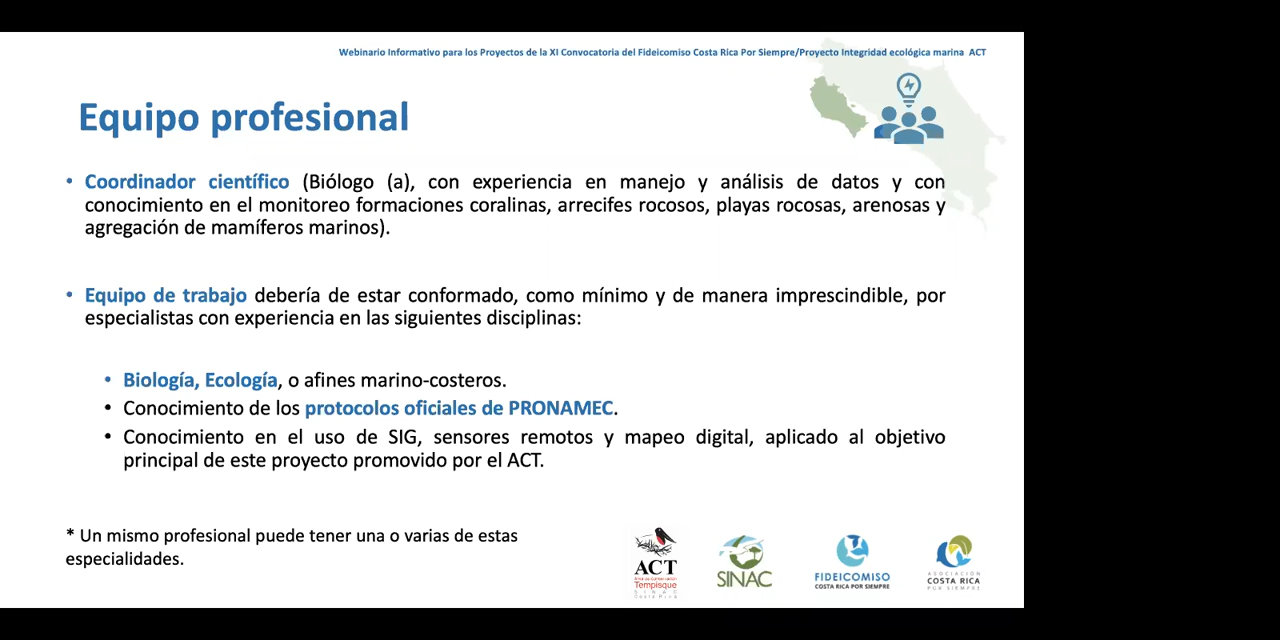 Webinario Informativo para los Proyectos de la XI Convocatoria del Fideicomiso Costa Rica Por Siempre/Proyecto Integridad ecológica marina ACT
Equipo profesional
• Coordinador científico (Biólogo (a), con experiencia en manejo y análisis de datos y con
conocimiento en el monitoreo formaciones coralinas, arrecifes rocosos, playas rocosas, arenosas y
agregación de mamíferos marinos).
• Equipo de trabajo debería de estar conformado, como mínimo y de manera imprescindible, por
especialistas con experiencia en las siguientes disciplinas:
• Biología, Ecología, o afines marino-costeros.
• Conocimiento de los protocolos oficiales de PRONAMEC.
• Conocimiento en el uso de SIG, sensores remotos y mapeo digital, aplicado al objetivo
principal de este proyecto promovido por el ACT.
* Un mismo profesional puede tener una o varias de estas
especialidades.
ACT
Área de Conservación
Tempisque
SINAC
Costa Rica
SINAC
FIDEICOMISO
COSTA RICA POR SIEMPRE
ASOCIACIÓN
COSTA RICA
POR SIEMPRE